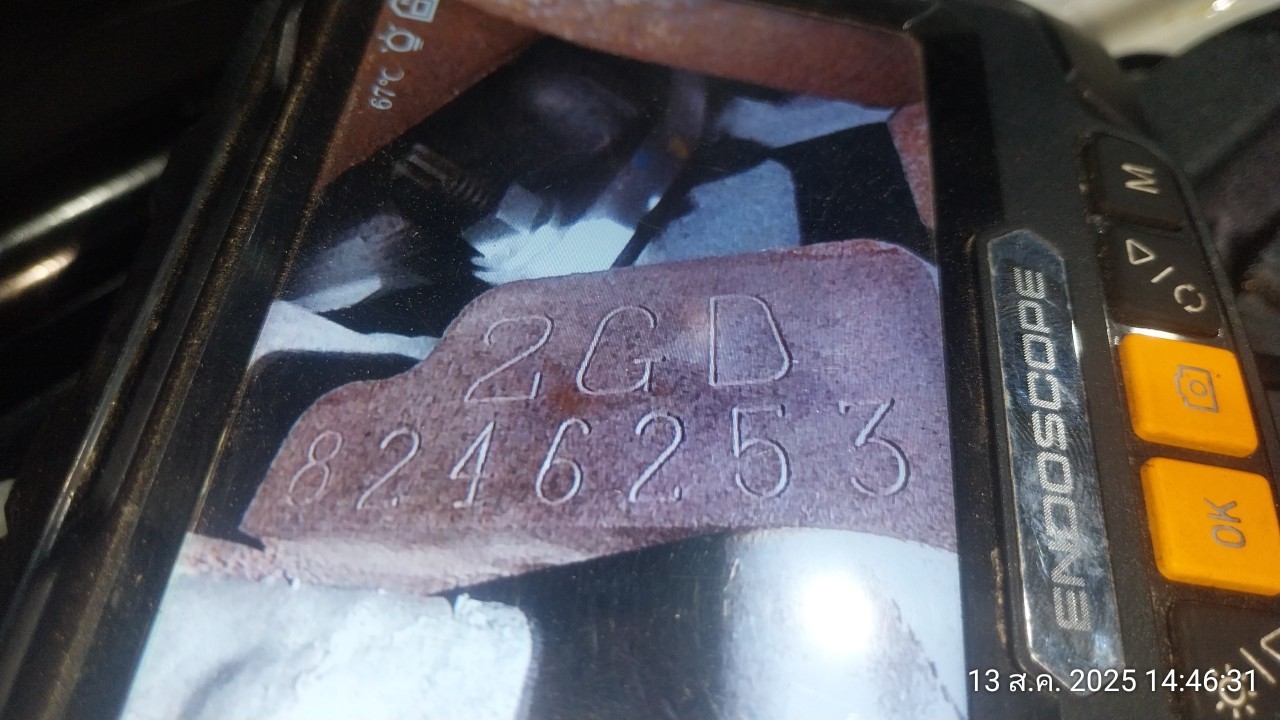 67°C
2GD
8246253
M
ENDOSCOPE
OK
13 ส.ค. 2025 14:46:31